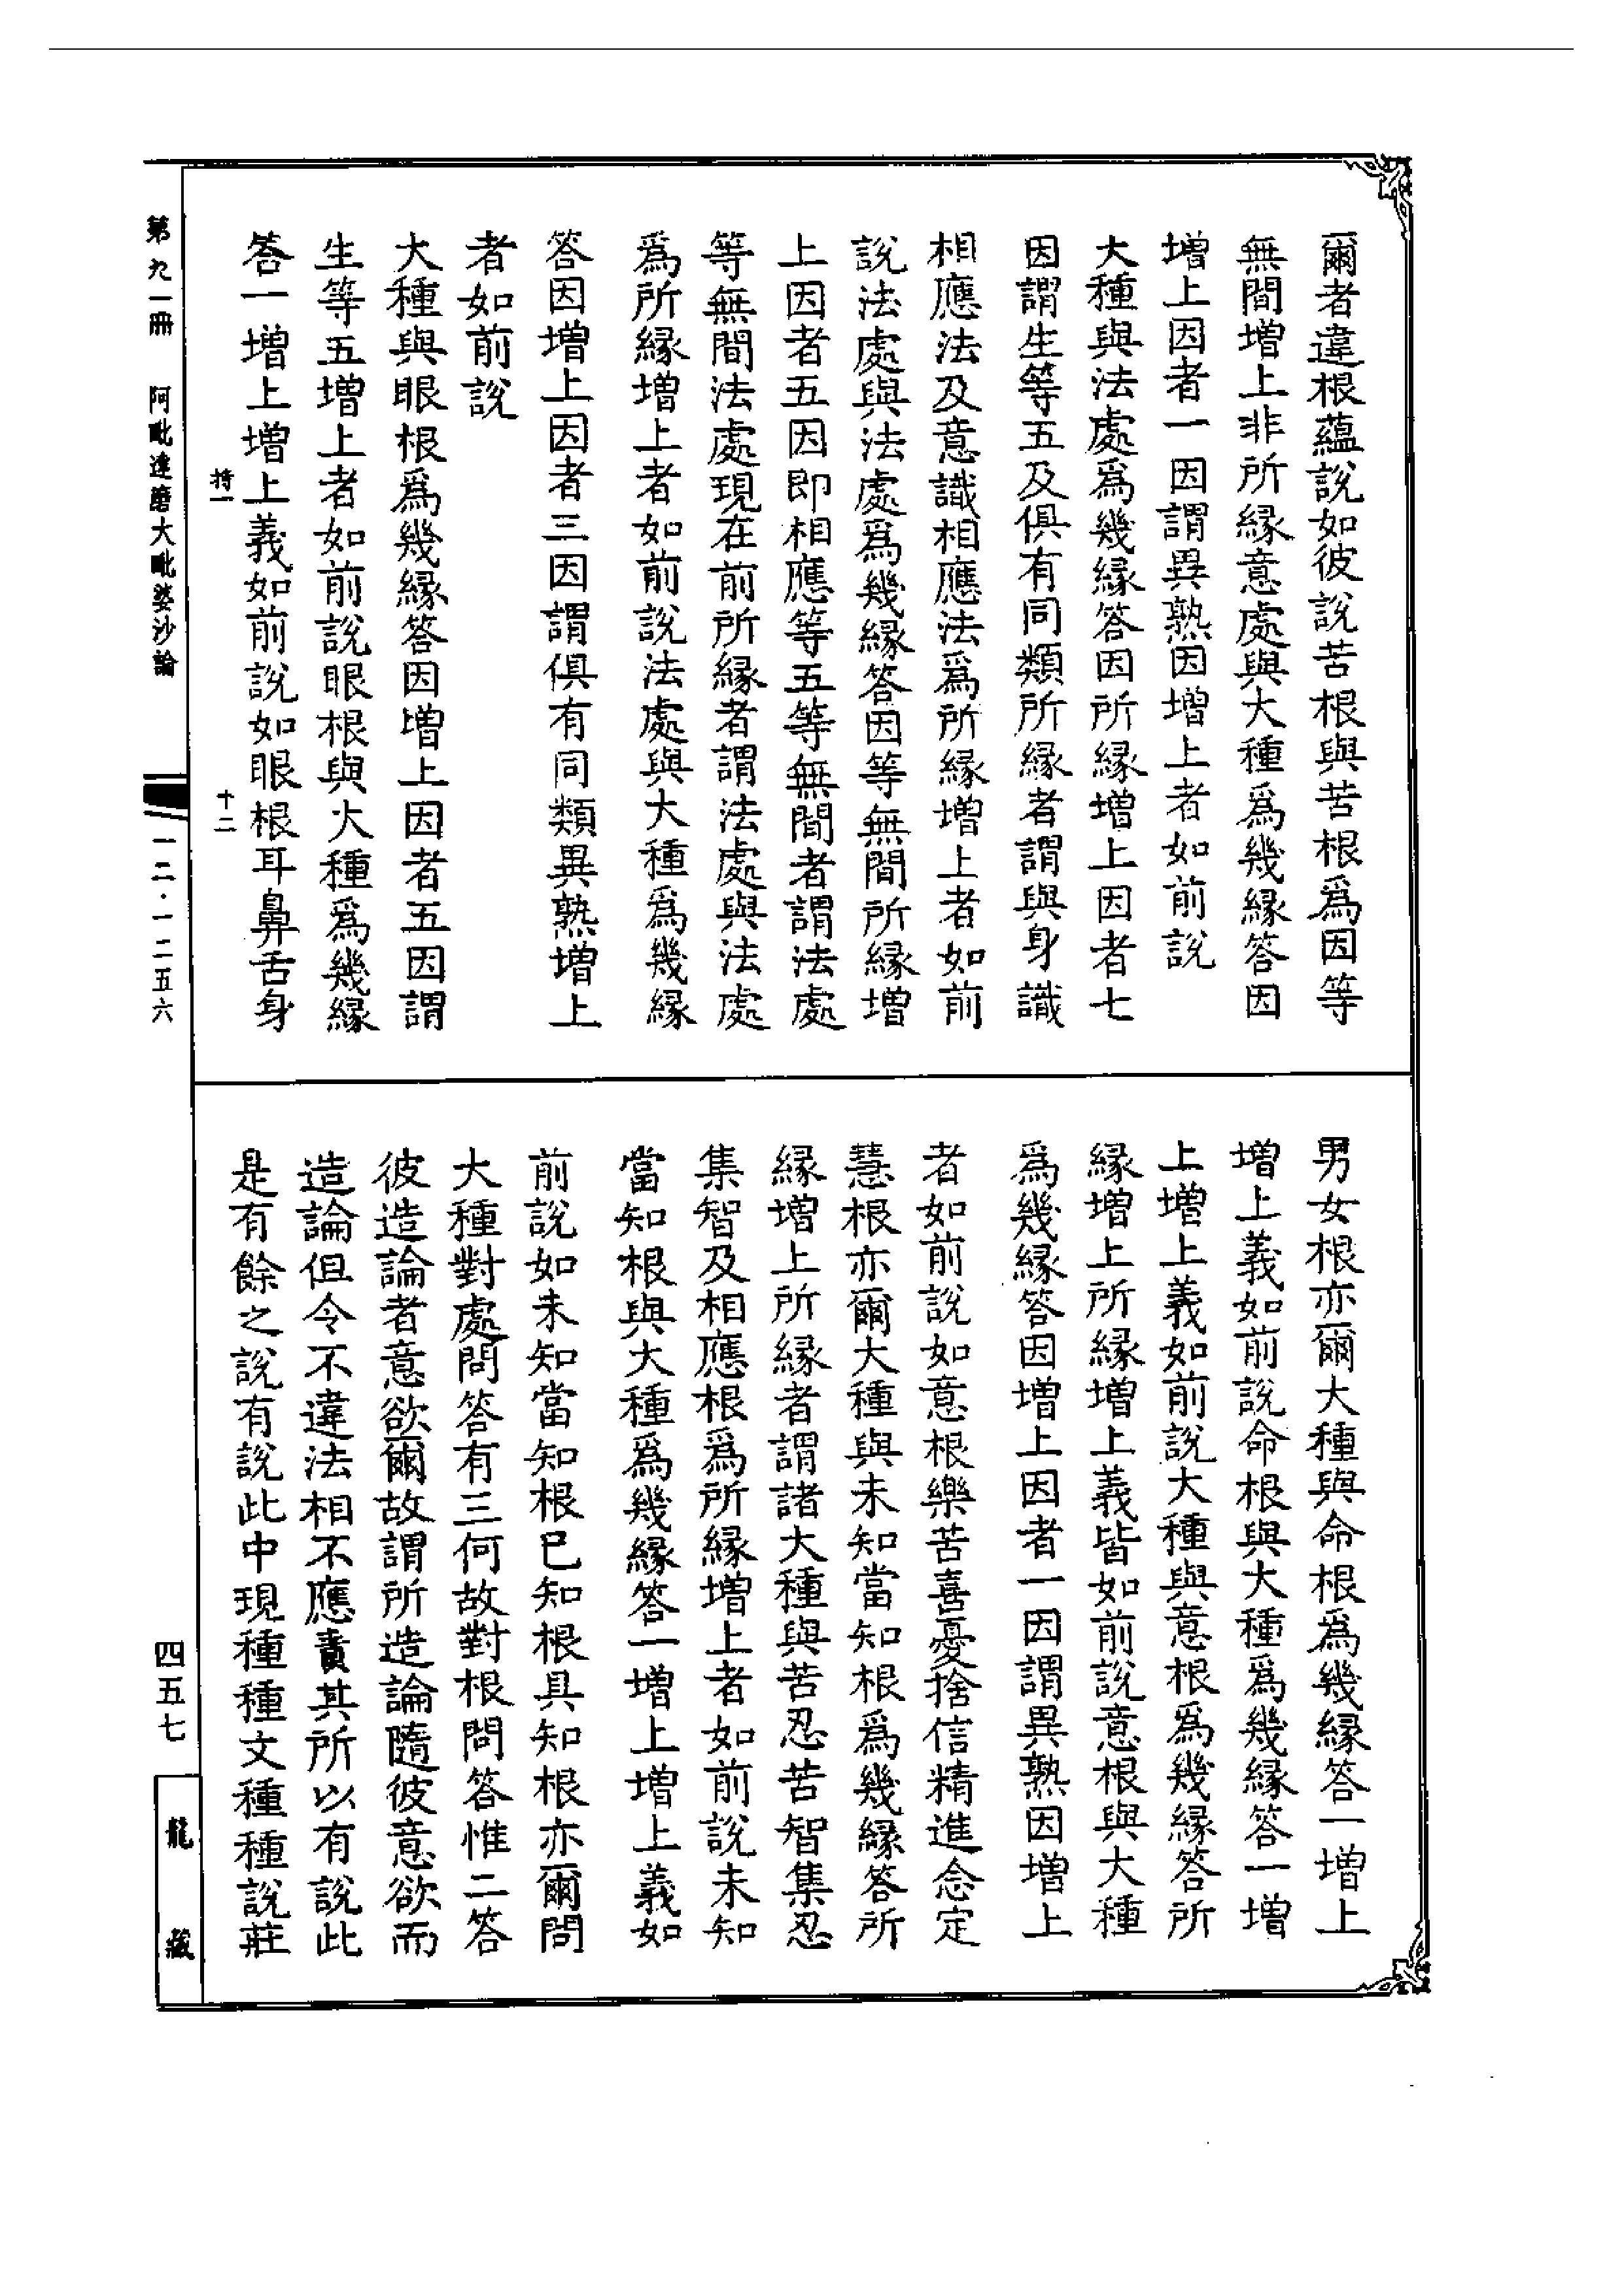 爾者違根蘊說如彼說苦根與苦根爲因等
無間增上非所緣意處與大種爲幾緣答因
增上因者一因謂異熟因增上者如前說
大種與法處爲幾緣答因所緣增上因者七
因謂生等五及俱有同類所緣者謂與身識
相應法及意識相應法爲所緣增上者如前
說法處與法處爲幾緣答因等無間所緣增
上因者五因即相應等五等無間者謂法處
等無間法處現在前所緣者謂法處與法處
爲所緣增上者如前說法處與大種爲幾緣
答因增上因者三因謂俱有同類異熟增上
者如前說
大種與眼根爲幾緣答因增上因者五因謂
生等五增上者如前說眼根與大種爲幾緣
答一增上增上義如前說如眼根耳鼻舌身
持一 十二
男女根亦爾大種與命根爲幾緣答一增上
增上義如前說命根與大種爲幾緣答一增
上增上義如前說大種與意根爲幾緣答所
緣增上所緣增上義皆如前說意根與大種
爲幾緣答因增上因者一因謂異熟因增上
者如前說如意根樂苦喜憂捨信精進念定
慧根亦爾大種與未知當知根爲幾緣答所
緣增上所緣者謂諸大種與苦忍苦智集忍
集智及相應根爲所緣增上者如前說未知
當知根與大種爲幾緣答一增上增上義如
前說如未知當知根已知根具知根亦爾問
大種對處問答有三何故對根問答惟二答
彼造論者意欲爾故謂所造論隨彼意欲而
造論但令不違法相不應責其所以有說此
是有餘之說有說此中現種種文種種說莊
第九一冊 阿毗達磨大毗婆沙論 一二·一二五六
四五七
龍藏